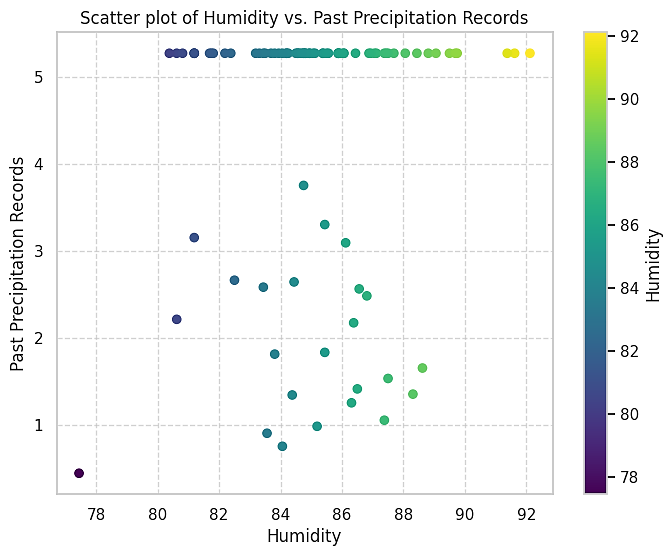 Scatter plot of Humidity vs. Past Precipitation Records
Past Precipitation Records
5
4
3
2
1
78 80 82 84 86 88 90 92
Humidity
92
90
88
86
84
82
80
78
Humidity